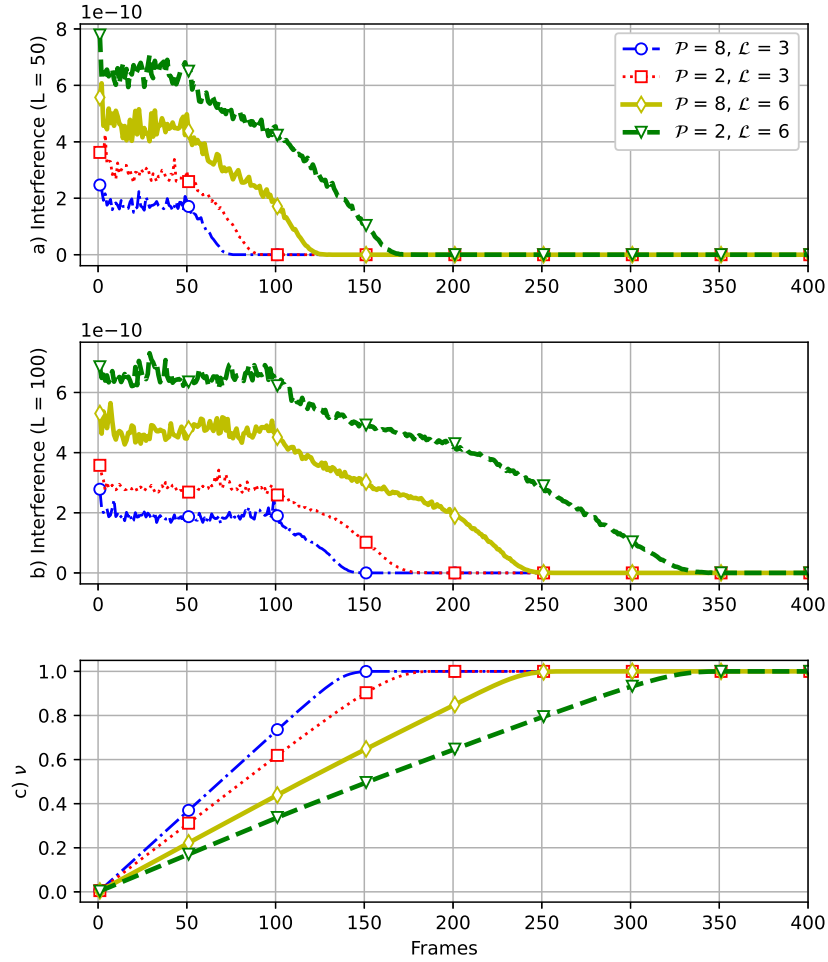 1e−10
a) Interference (L = 50)
8
6
4
2
0
𝒫 = 8, ℒ = 3
𝒫 = 2, ℒ = 3
𝒫 = 8, ℒ = 6
𝒫 = 2, ℒ = 6
0 50 100 150 200 250 300 350 400
1e−10
b) Interference (L = 100)
6
4
2
0
0 50 100 150 200 250 300 350 400
c) ν
1.0
0.8
0.6
0.4
0.2
0.0
0 50 100 150 200 250 300 350 400
Frames